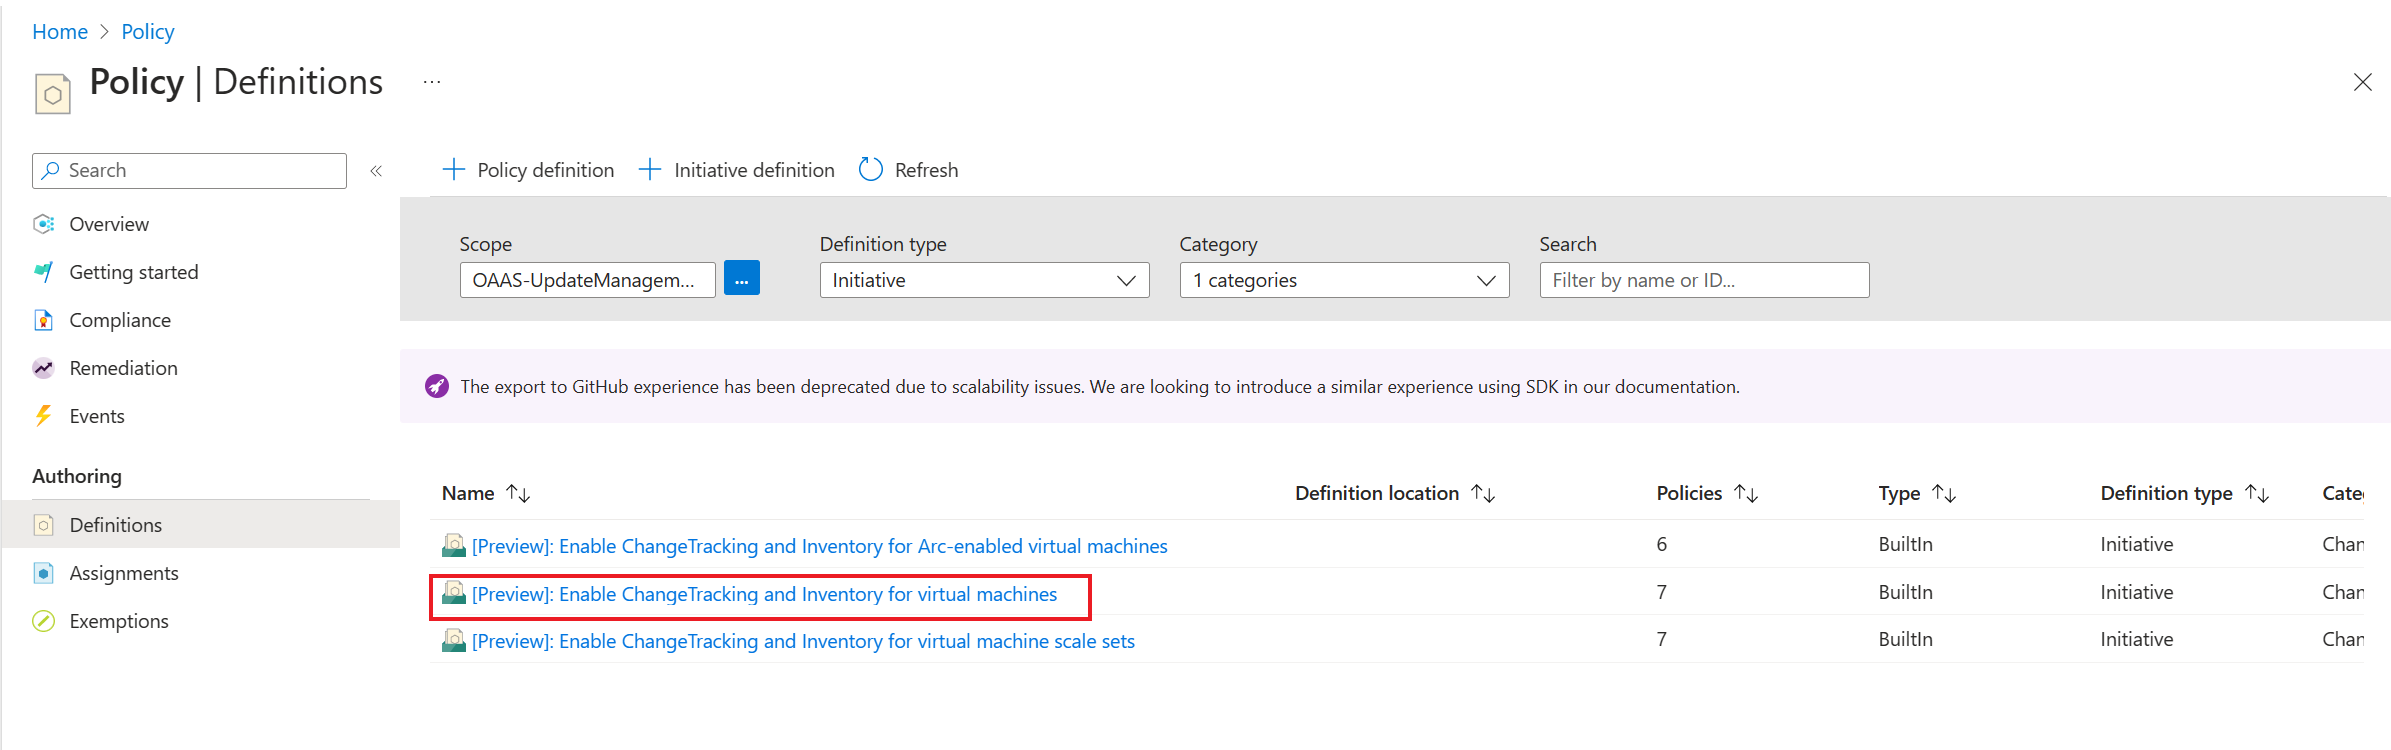 Home > Policy
Policy | Definitions ...
Search «
Overview
Getting started
Compliance
Remediation
Events
Authoring
Definitions
Assignments
Exemptions
+ Policy definition + Initiative definition Refresh
Scope Definition type Category Search
OAAS-UpdateManagem... ... Initiative 1 categories Filter by name or ID...
The export to GitHub experience has been deprecated due to scalability issues. We are looking to introduce a similar experience using SDK in our documentation.
Name ↑↓ Definition location ↑↓ Policies ↑↓ Type ↑↓ Definition type ↑↓ Categ
[Preview]: Enable ChangeTracking and Inventory for Arc-enabled virtual machines 6 BuiltIn Initiative Chan
[Preview]: Enable ChangeTracking and Inventory for virtual machines 7 BuiltIn Initiative Chan
[Preview]: Enable ChangeTracking and Inventory for virtual machine scale sets 7 BuiltIn Initiative Chan